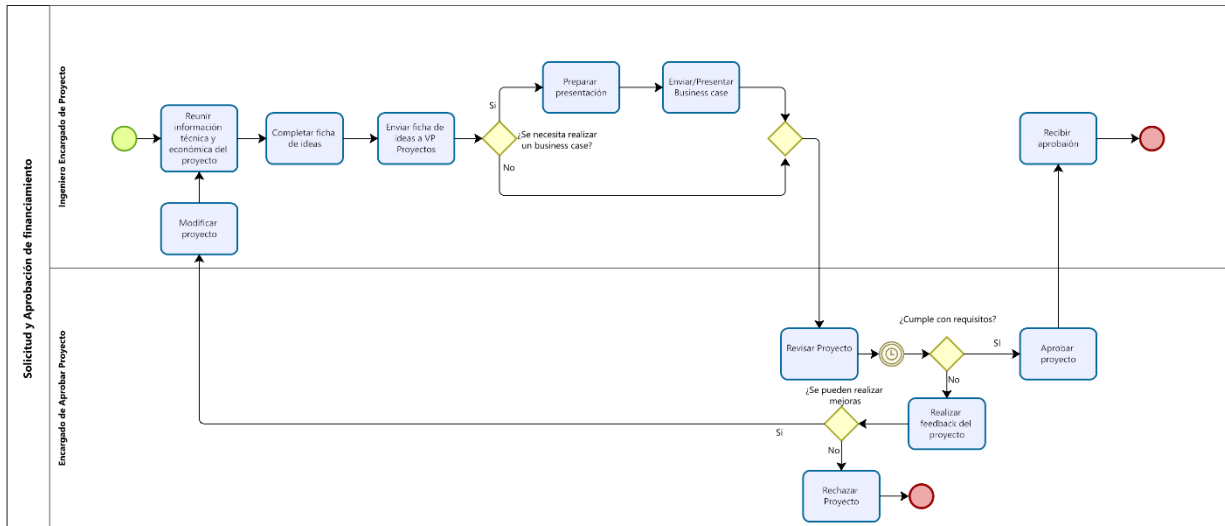 Solicitud y Aprobación de financiamiento
Ingeniero Encargado de Proyecto
Reunir
información
técnica y
económica del
proyecto
Completar ficha
de ideas
Enviar ficha de
ideas a VP
Proyectos
Si
¿Se necesita realizar
un business case?
No
Preparar
presentación
Enviar/Presentar
Business case
Recibir
aprobaión
Modificar
proyecto
Encargado de Aprobar Proyecto
Revisar Proyecto
¿Cumple con requisitos?
SI
No
Aprobar
proyecto
Realizar
feedback del
proyecto
¿Se pueden realizar
mejoras
Si
No
Rechazar
Proyecto